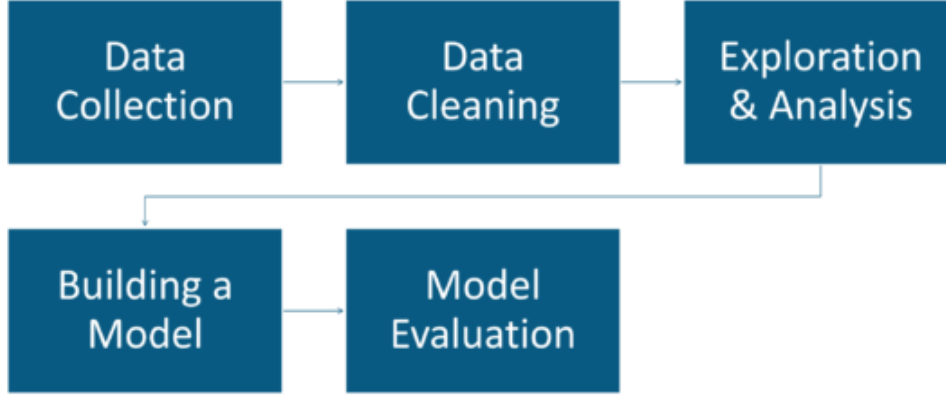 Data
Collection
Data
Cleaning
Exploration
& Analysis
Building a
Model
Model
Evaluation